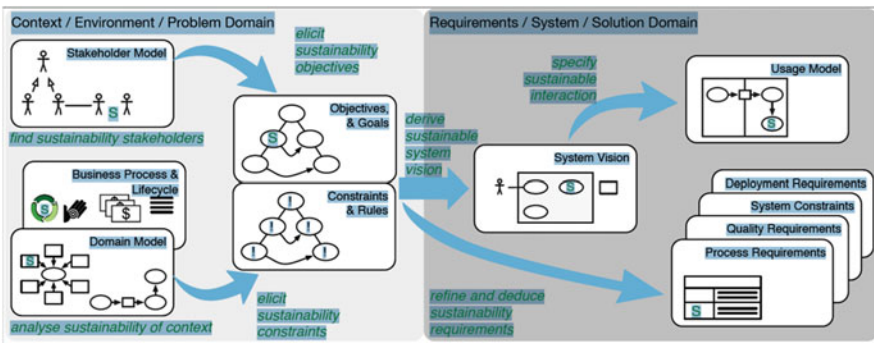 Context / Environment / Problem Domain
Stakeholder Model
S
find sustainability stakeholders
elicit
sustainability
objectives
Objectives,
& Goals
S
Business Process &
Lifecycle
S
$
Constraints
& Rules
! 
! !
! !
Domain Model
S
analyse sustainability of context
elicit
sustainability
constraints
Requirements / System / Solution Domain
derive
sustainable
system
vision
specify
sustainable
interaction
Usage Model
S
System Vision
S
Deployment Requirements
System Constraints
Quality Requirements
Process Requirements
S
refine and deduce
sustainability
requirements